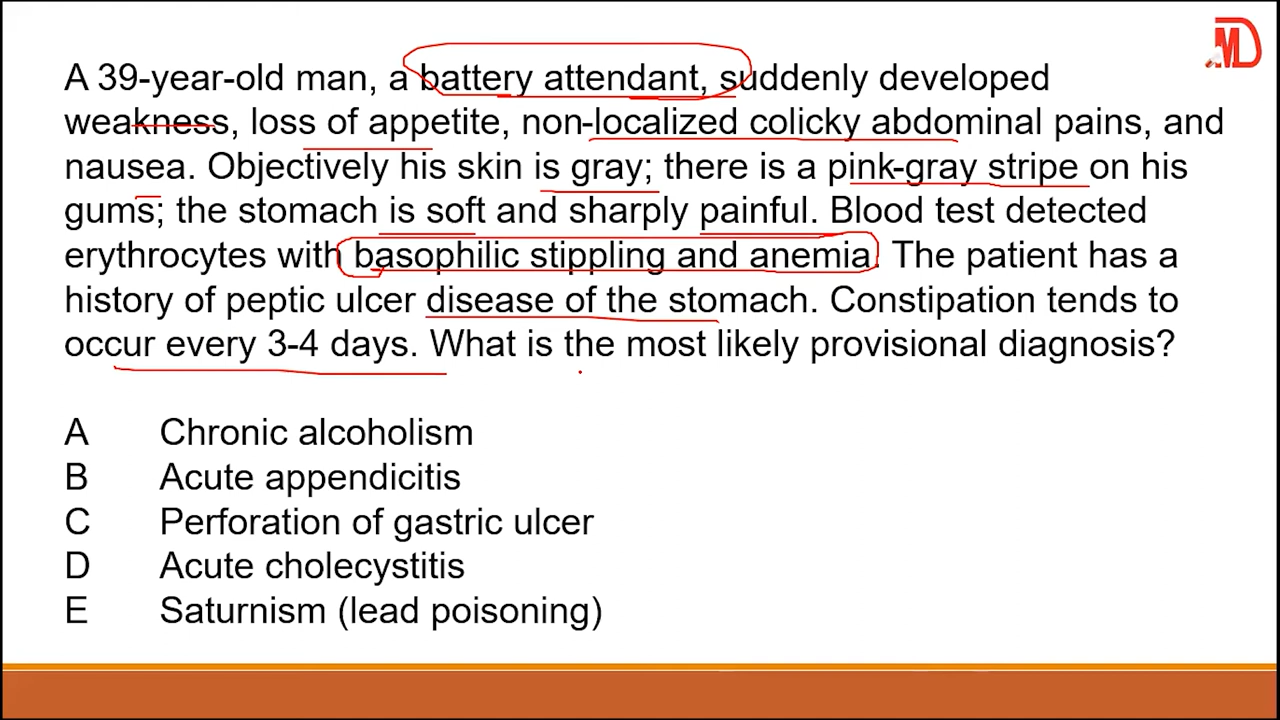 MD
A 39-year-old man, a battery attendant, suddenly developed
weakness, loss of appetite, non-localized colicky abdominal pains, and
nausea. Objectively his skin is gray; there is a pink-gray stripe on his
gums; the stomach is soft and sharply painful. Blood test detected
erythrocytes with basophilic stippling and anemia. The patient has a
history of peptic ulcer disease of the stomach. Constipation tends to
occur every 3-4 days. What is the most likely provisional diagnosis?
A Chronic alcoholism
B Acute appendicitis
C Perforation of gastric ulcer
D Acute cholecystitis
E Saturnism (lead poisoning)